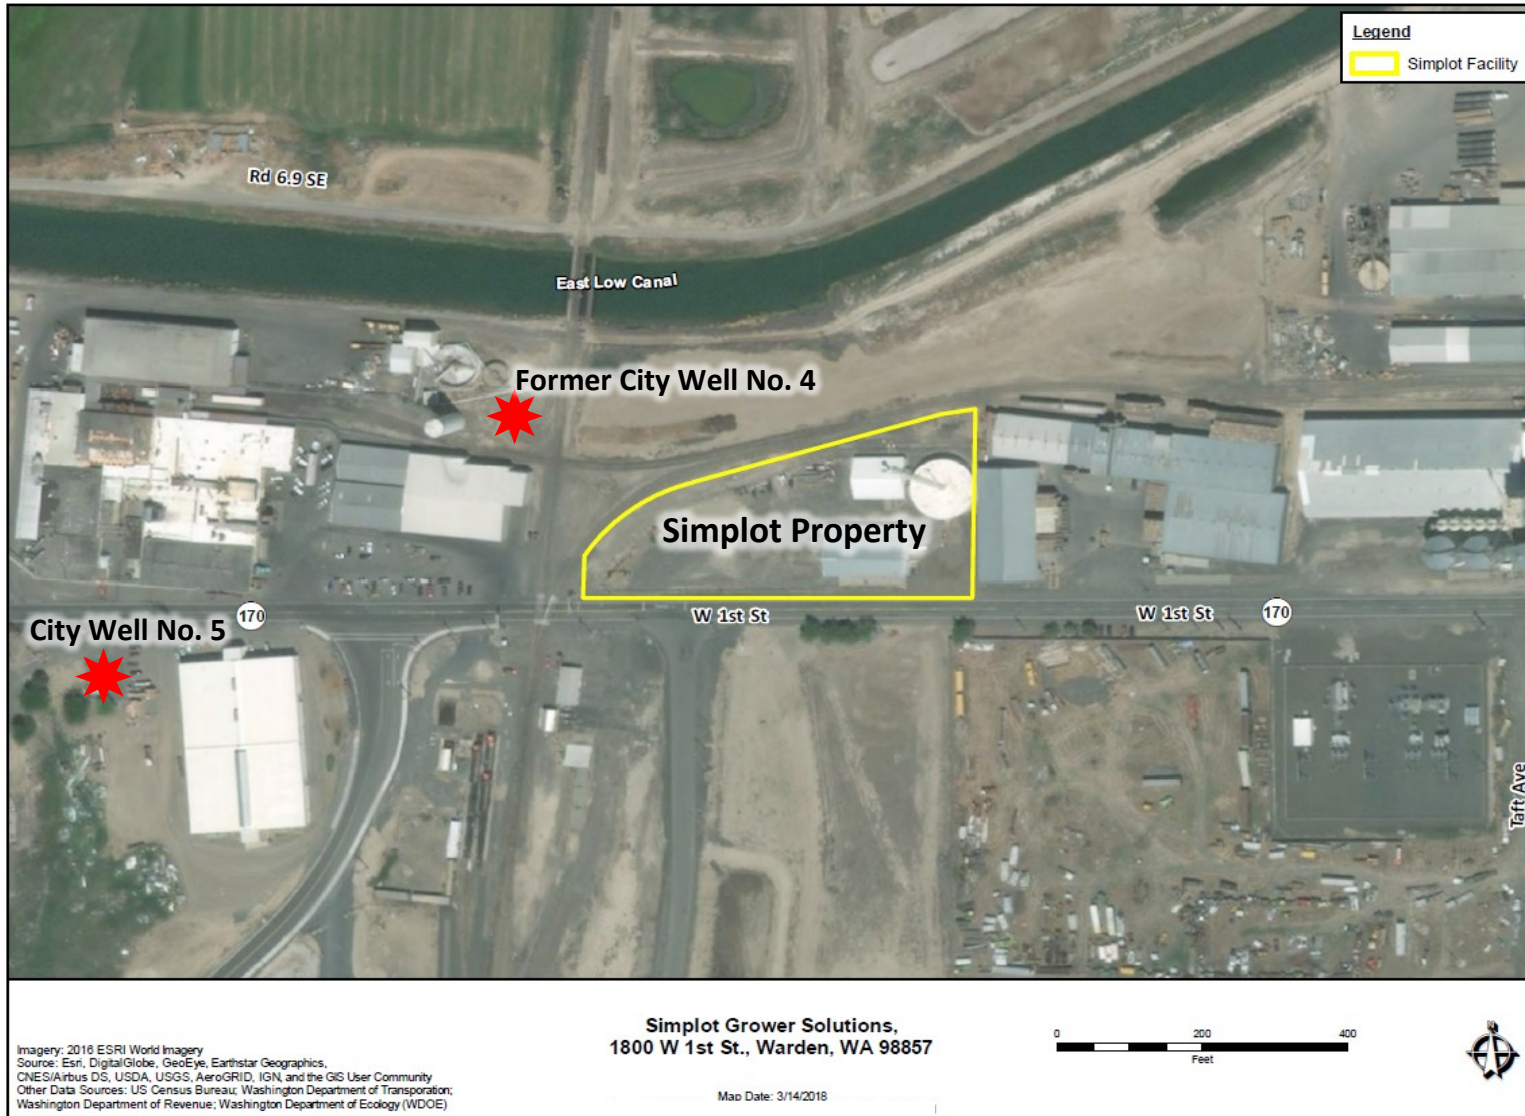 Legend
Simplot Facility
Rd 6.9 SE
East Low Canal
Former City Well No. 4
Simplot Property
170
W 1st St
W 1st St
170
City Well No. 5
Taft Ave
Simplot Grower Solutions,
1800 W 1st St., Warden, WA 98857
Map Date: 3/14/2018
Imagery: 2016 ESRI World Imagery
Source: Esri, DigitalGlobe, GeoEye, Earthstar Geographics,
CNES/Airbus DS, USDA, USGS, AeroGRID, IGN, and the GIS User Community
Other Data Sources: US Census Bureau; Washington Department of Transporation;
Washington Department of Revenue; Washington Department of Ecology (WDOE)
0 200 400
Feet
N